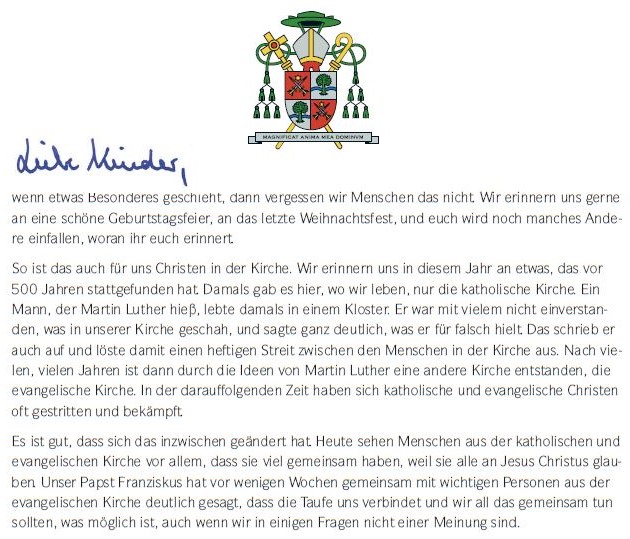 MAGNIFICAT ANIMA MEA DOMINUM
Liebe Kinder,
wenn etwas Besonderes geschieht, dann vergessen wir Menschen das nicht. Wir erinnern uns gerne
an eine schöne Geburtstagsfeier, an das letzte Weihnachtsfest, und euch wird noch manches Ande-
re einfallen, woran ihr euch erinnert.
So ist das auch für uns Christen in der Kirche. Wir erinnern uns in diesem Jahr an etwas, das vor
500 Jahren stattgefunden hat. Damals gab es hier, wo wir leben, nur die katholische Kirche. Ein
Mann, der Martin Luther hieß, lebte damals in einem Kloster. Er war mit vielem nicht einverstan-
den, was in unserer Kirche geschah, und sagte ganz deutlich, was er für falsch hielt. Das schrieb er
auch auf und löste damit einen heftigen Streit zwischen den Menschen in der Kirche aus. Nach vie-
len, vielen Jahren ist dann durch die Ideen von Martin Luther eine andere Kirche entstanden, die
evangelische Kirche. In der darauffolgenden Zeit haben sich katholische und evangelische Christen
oft gestritten und bekämpft.
Es ist gut, dass sich das inzwischen geändert hat. Heute sehen Menschen aus der katholischen und
evangelischen Kirche vor allem, dass sie viel gemeinsam haben, weil sie alle an Jesus Christus glau-
ben. Unser Papst Franziskus hat vor wenigen Wochen gemeinsam mit wichtigen Personen aus der
evangelischen Kirche deutlich gesagt, dass die Taufe uns verbindet und wir all das gemeinsam tun
sollten, was möglich ist, auch wenn wir in einigen Fragen nicht einer Meinung sind.